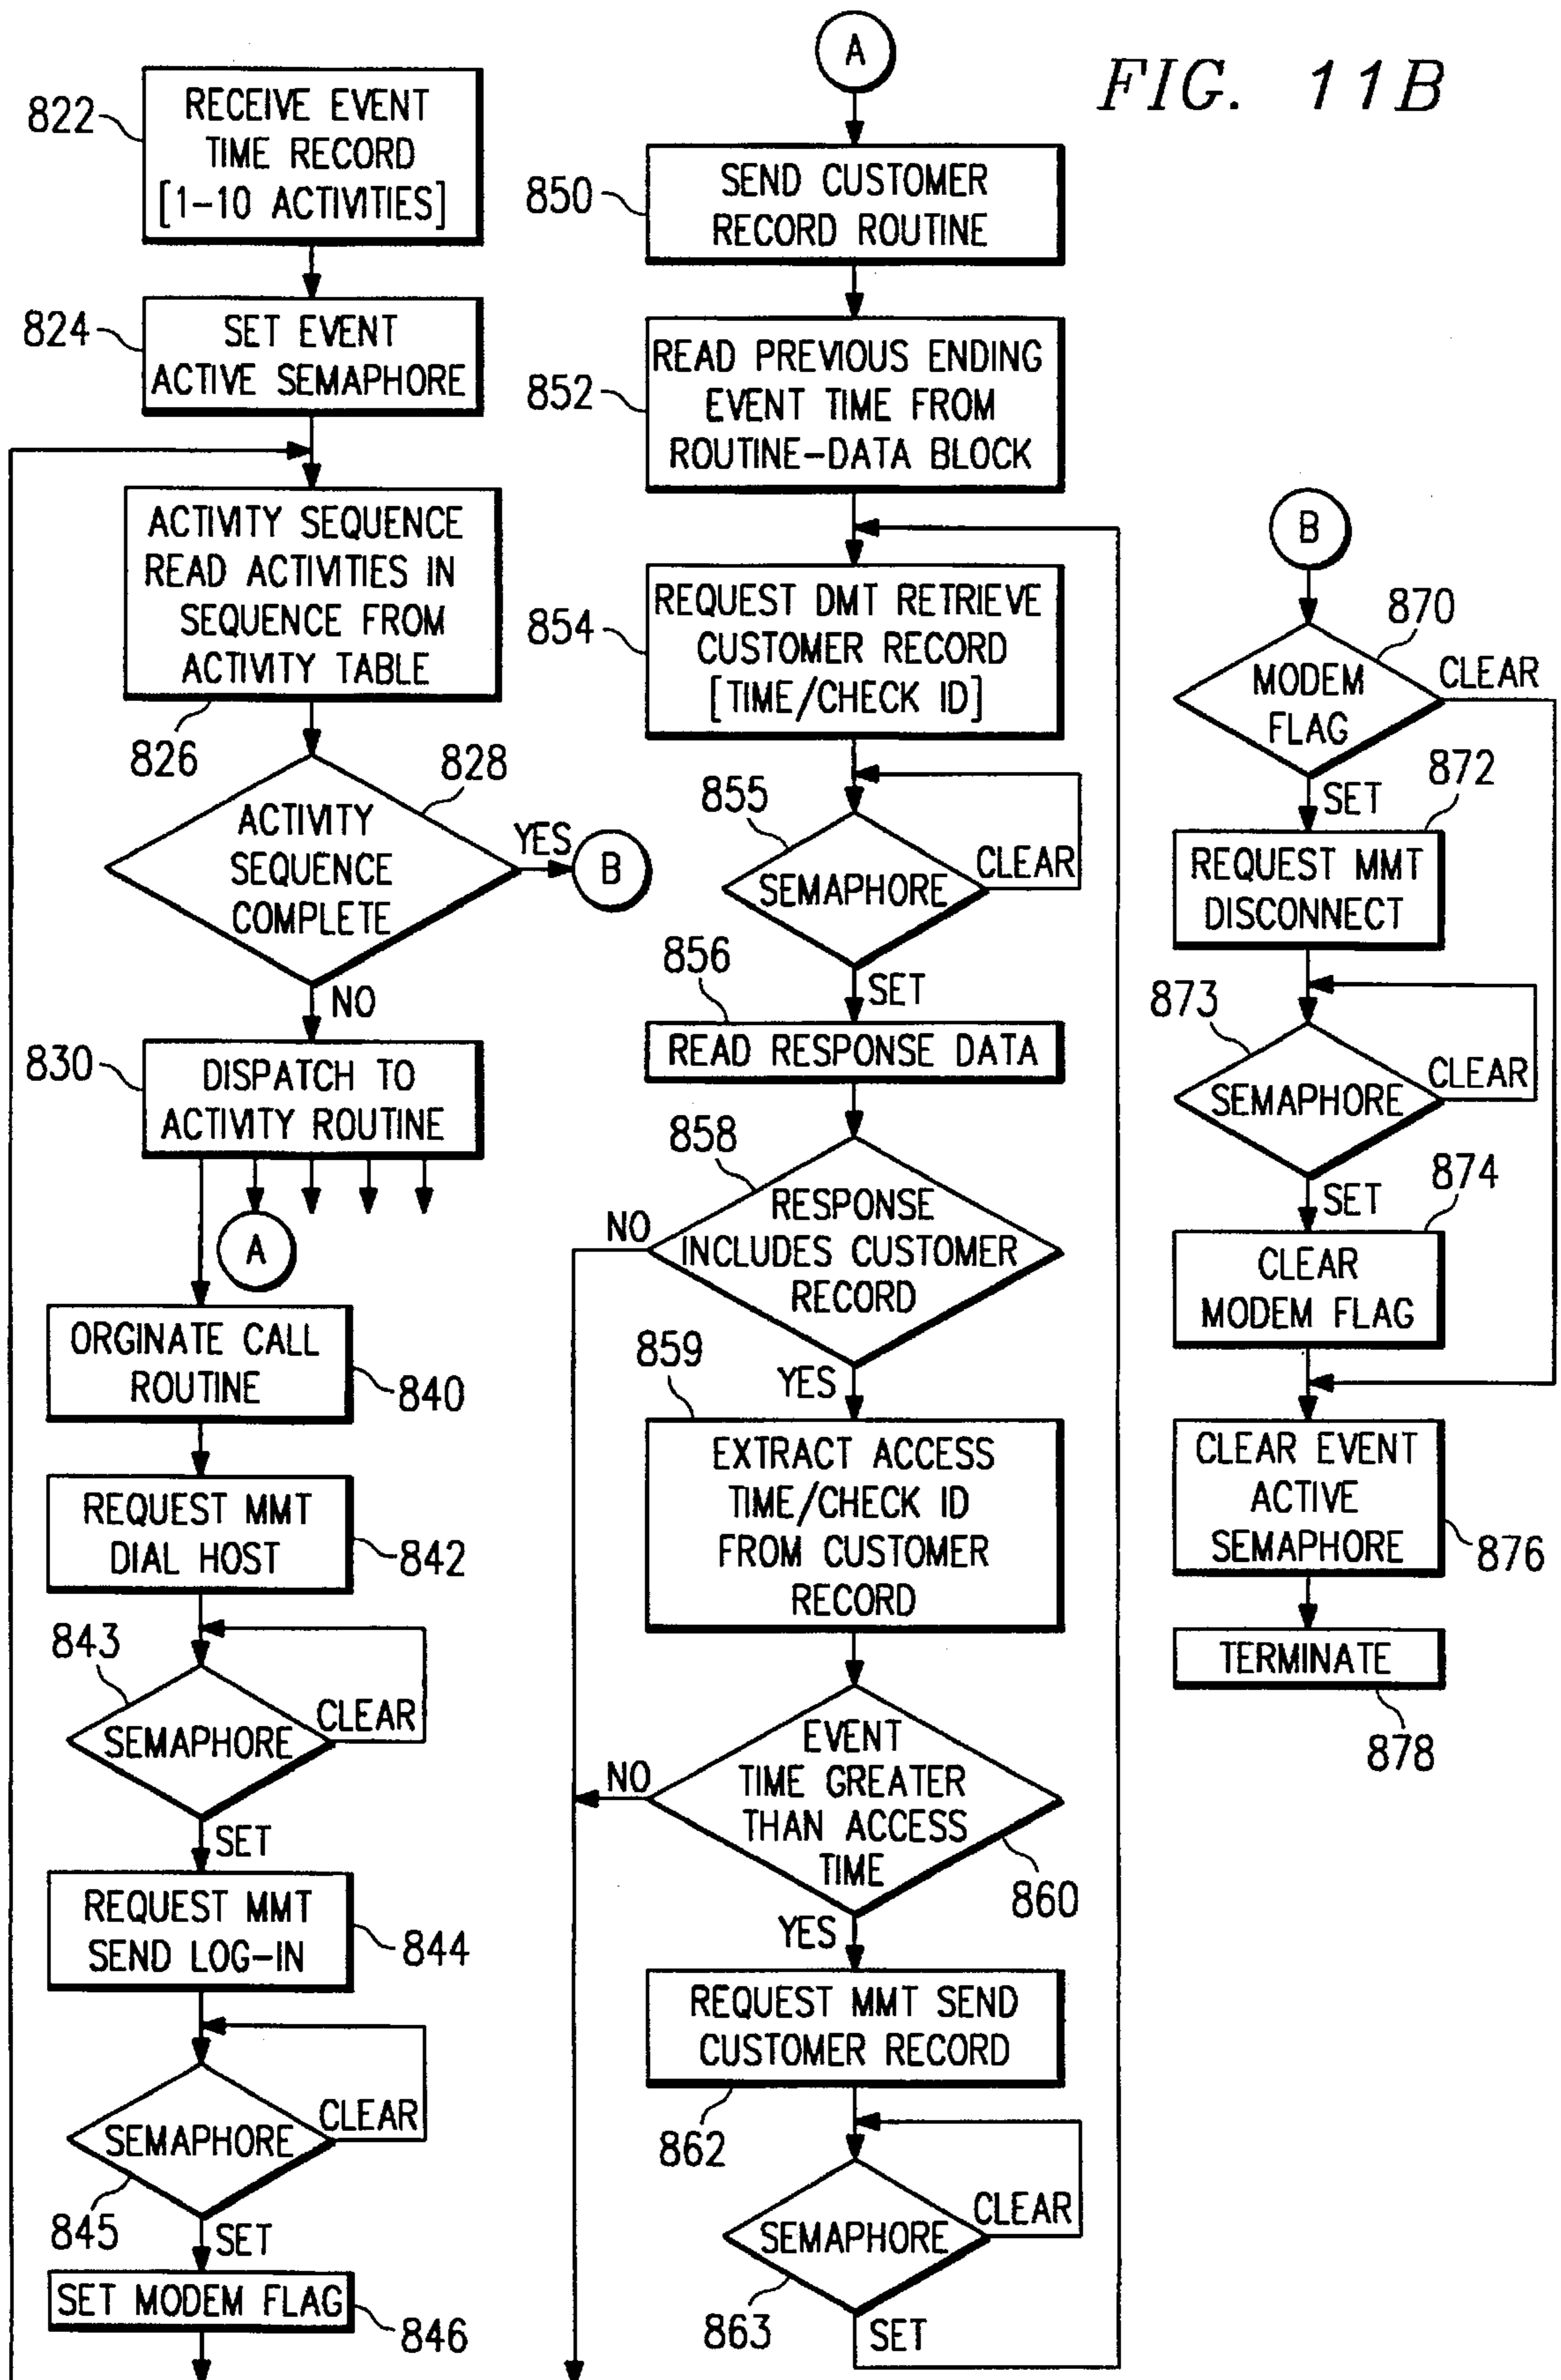 FIG. 11B
822
RECEIVE EVENT
TIME RECORD
[1-10 ACTIVITIES]
824
SET EVENT
ACTIVE SEMAPHORE
ACTIVITY SEQUENCE
READ ACTIVITIES IN
SEQUENCE FROM
ACTIVITY TABLE
826
828
ACTIVITY
SEQUENCE
COMPLETE
YES
B
NO
830
DISPATCH TO
ACTIVITY ROUTINE
A
ORGINATE CALL
ROUTINE
840
REQUEST MMT
DIAL HOST
842
843
SEMAPHORE
CLEAR
SET
REQUEST MMT
SEND LOG-IN
844
SEMAPHORE
CLEAR
845
SET
SET MODEM FLAG
846
A
850
SEND CUSTOMER
RECORD ROUTINE
852
READ PREVIOUS ENDING
EVENT TIME FROM
ROUTINE-DATA BLOCK
854
REQUEST DMT RETRIEVE
CUSTOMER RECORD
[TIME/CHECK ID]
855
SEMAPHORE
CLEAR
856
SET
READ RESPONSE DATA
858
RESPONSE
INCLUDES CUSTOMER
RECORD
NO
859
YES
EXTRACT ACCESS
TIME/CHECK ID
FROM CUSTOMER
RECORD
EVENT
TIME GREATER
THAN ACCESS
TIME
NO
860
YES
REQUEST MMT SEND
CUSTOMER RECORD
862
SEMAPHORE
CLEAR
863
SET
B
870
MODEM
FLAG
CLEAR
SET
872
REQUEST MMT
DISCONNECT
873
SEMAPHORE
CLEAR
SET
874
CLEAR
MODEM FLAG
CLEAR EVENT
ACTIVE
SEMAPHORE
876
TERMINATE
878